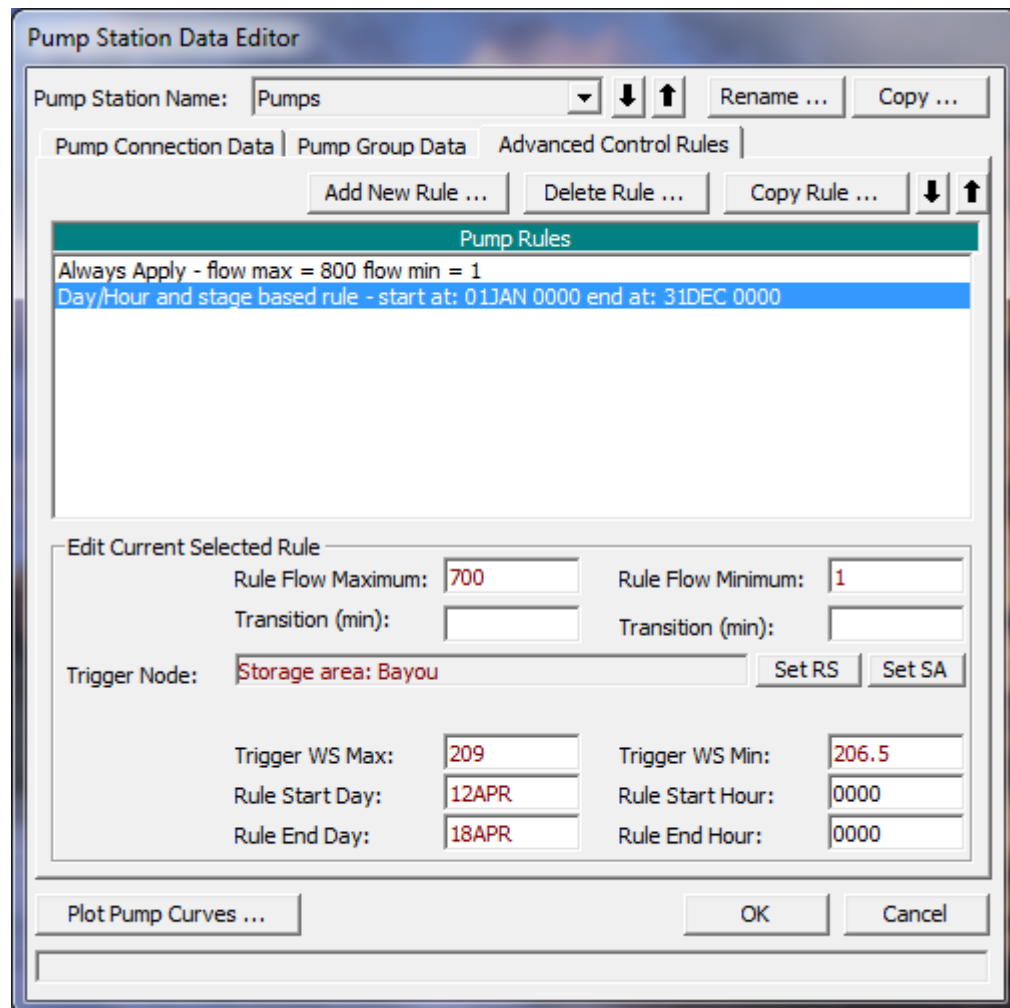 Pump Station Data Editor
Pump Station Name: Pumps Rename ... Copy ...
Pump Connection Data Pump Group Data Advanced Control Rules
Add New Rule ... Delete Rule ... Copy Rule ...
Pump Rules
Always Apply - flow max = 800 flow min = 1
Day/Hour and stage based rule - start at: 01JAN 0000 end at: 31DEC 0000
Edit Current Selected Rule
Rule Flow Maximum: 700 Rule Flow Minimum: 1
Transition (min): Transition (min):
Trigger Node: Storage area: Bayou Set RS Set SA
Trigger WS Max: 209 Trigger WS Min: 206.5
Rule Start Day: 12APR Rule Start Hour: 0000
Rule End Day: 18APR Rule End Hour: 0000
Plot Pump Curves ... OK Cancel